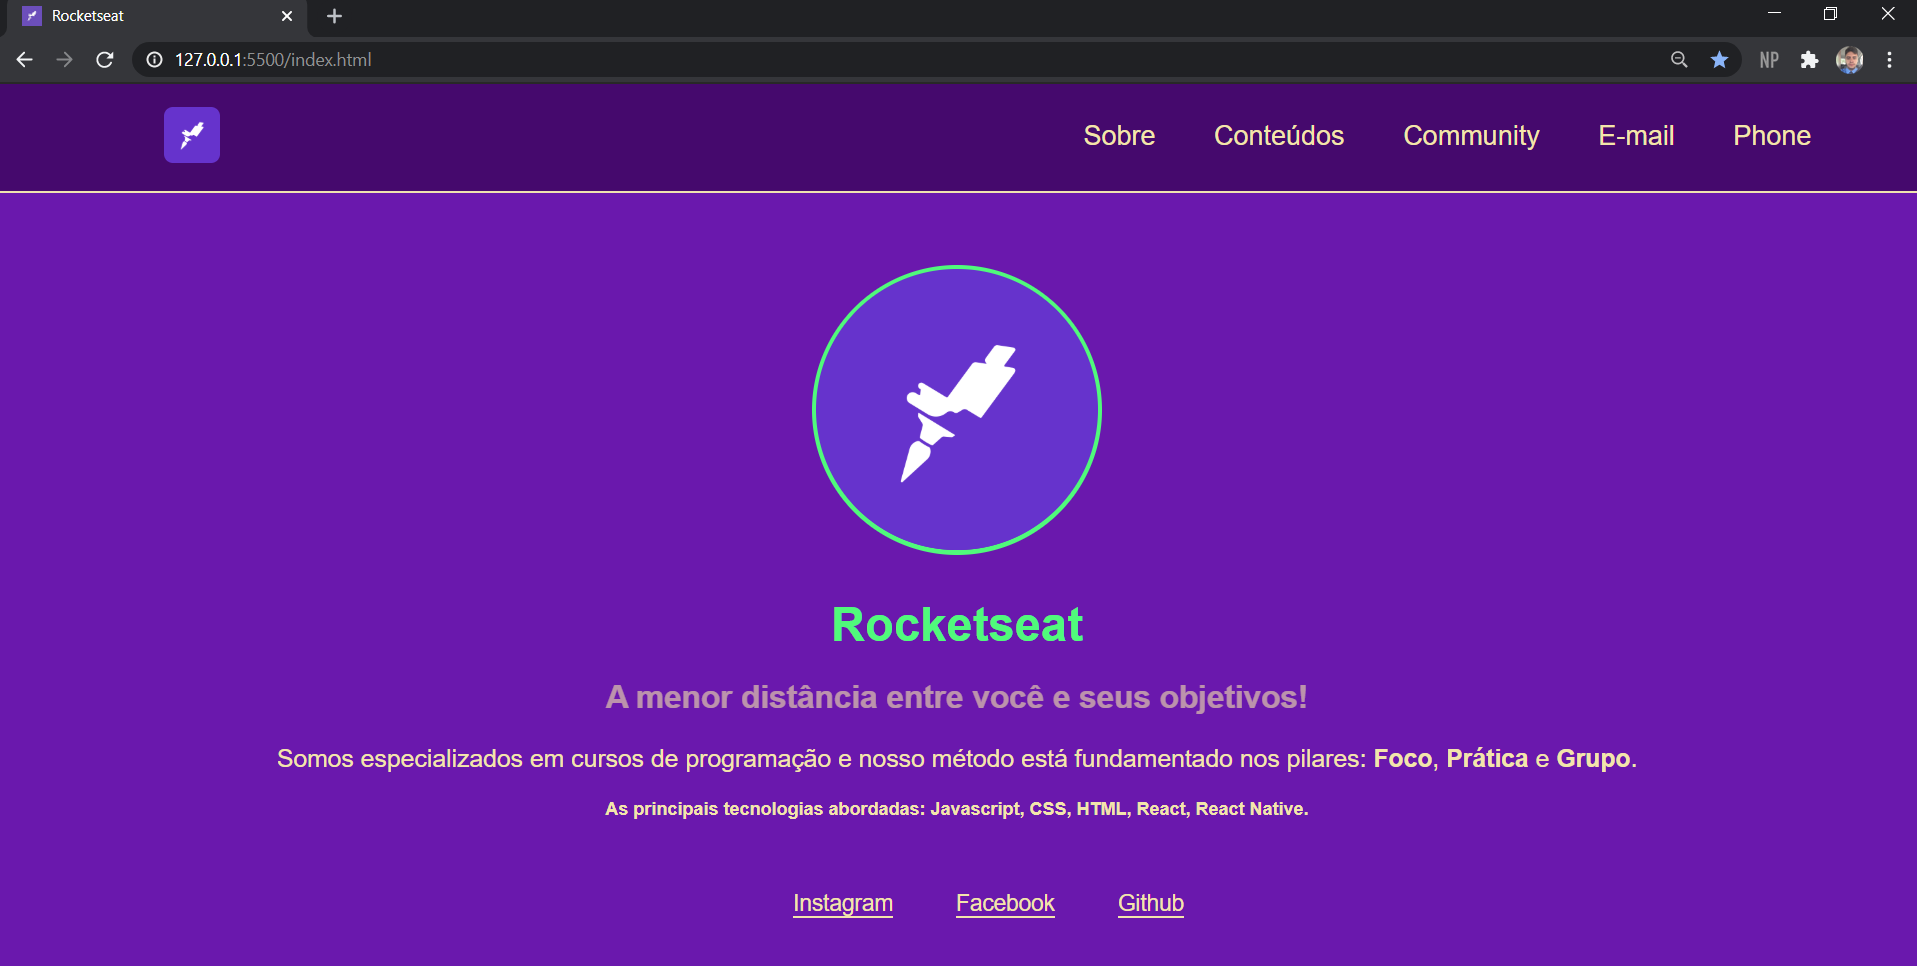 Rocketseat
127.0.0.1:5500/index.html
NP
Sobre Conteúdos Community E-mail Phone
Rocketseat
A menor distância entre você e seus objetivos!
Somos especializados em cursos de programação e nosso método está fundamentado nos pilares: Foco, Prática e Grupo.
As principais tecnologias abordadas: Javascript, CSS, HTML, React, React Native.
Instagram Facebook Github